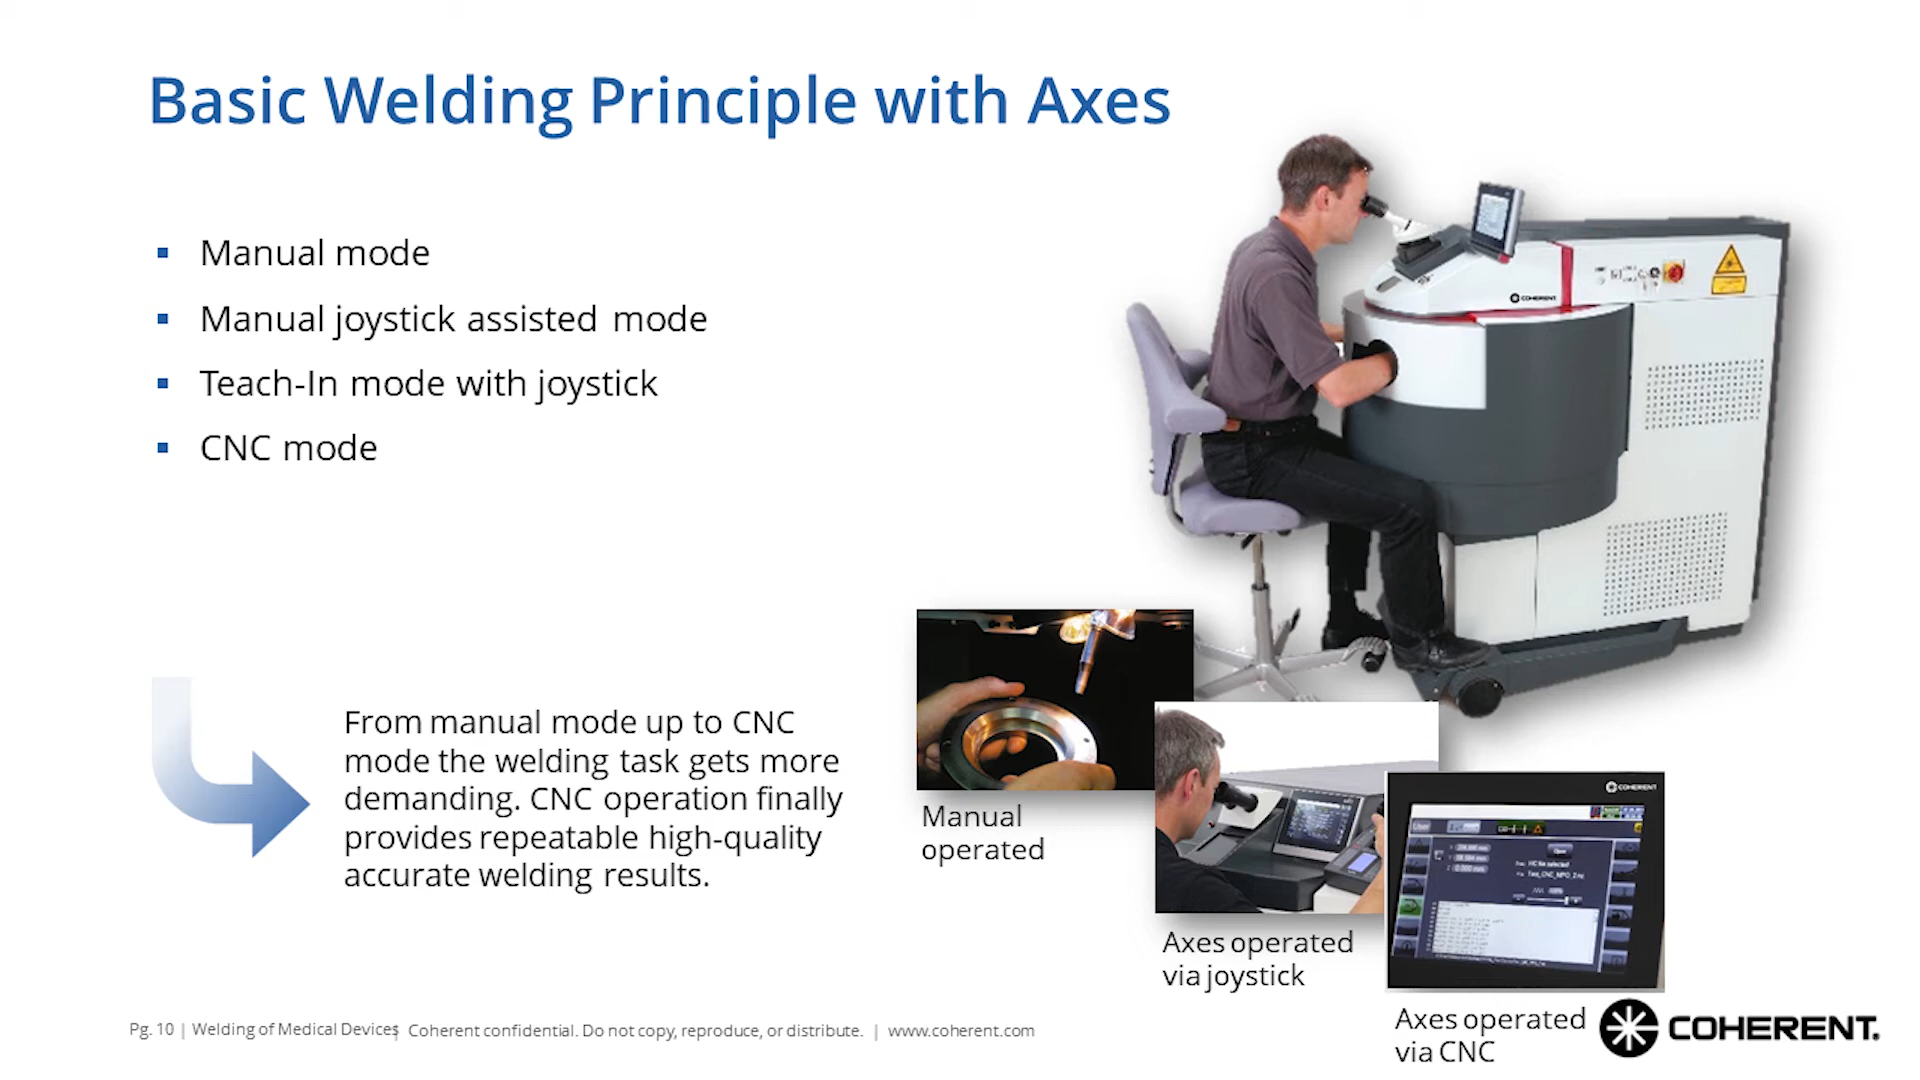 Basic Welding Principle with Axes
Manual mode
Manual joystick assisted mode
Teach-In mode with joystick
CNC mode
From manual mode up to CNC
mode the welding task gets more
demanding. CNC operation finally
provides repeatable high-quality
accurate welding results.
COHERENT
Manual
operated
Axes operated
via joystick
COHERENT
Axes operated
via CNC
Pg. 10 | Welding of Medical Devices | Coherent confidential. Do not copy, reproduce, or distribute. | www.coherent.com
COHERENT.